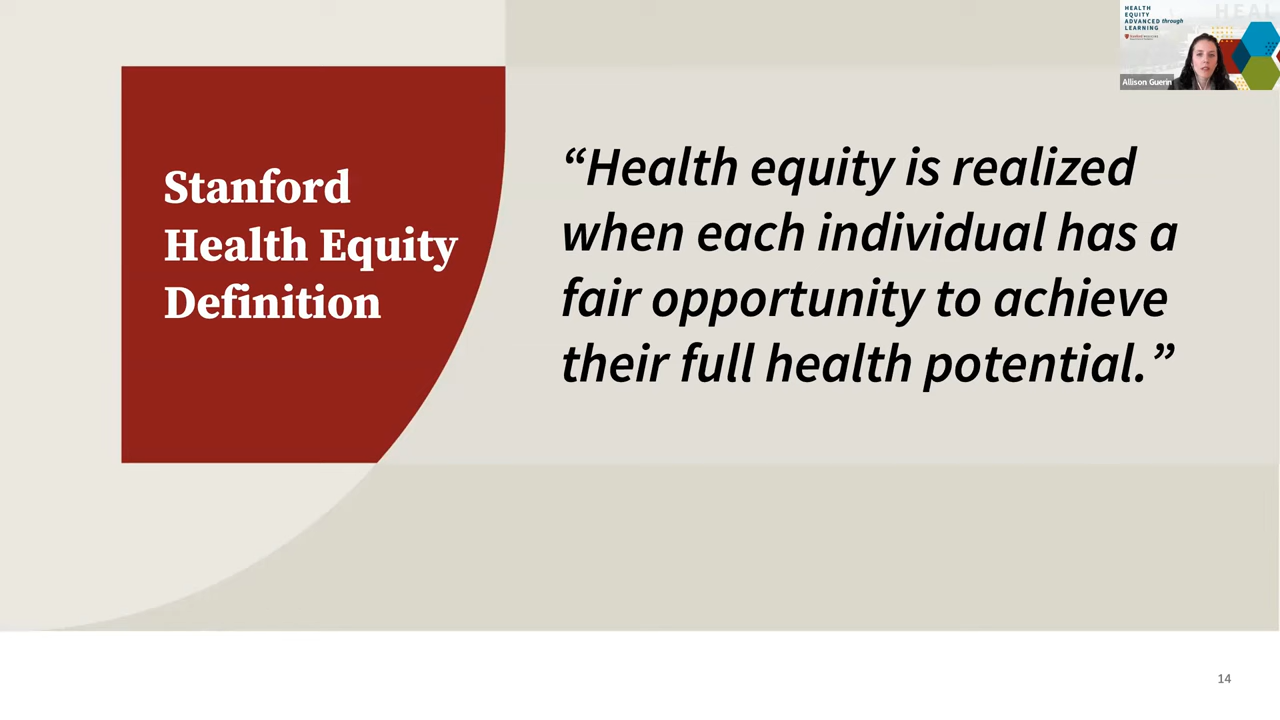 HEALTH
EQUITY
ADVANCED through
LEARNING
HEAL
Allison Guerin
Stanford
Health Equity
Definition
“Health equity is realized
when each individual has a
fair opportunity to achieve
their full health potential.”
14